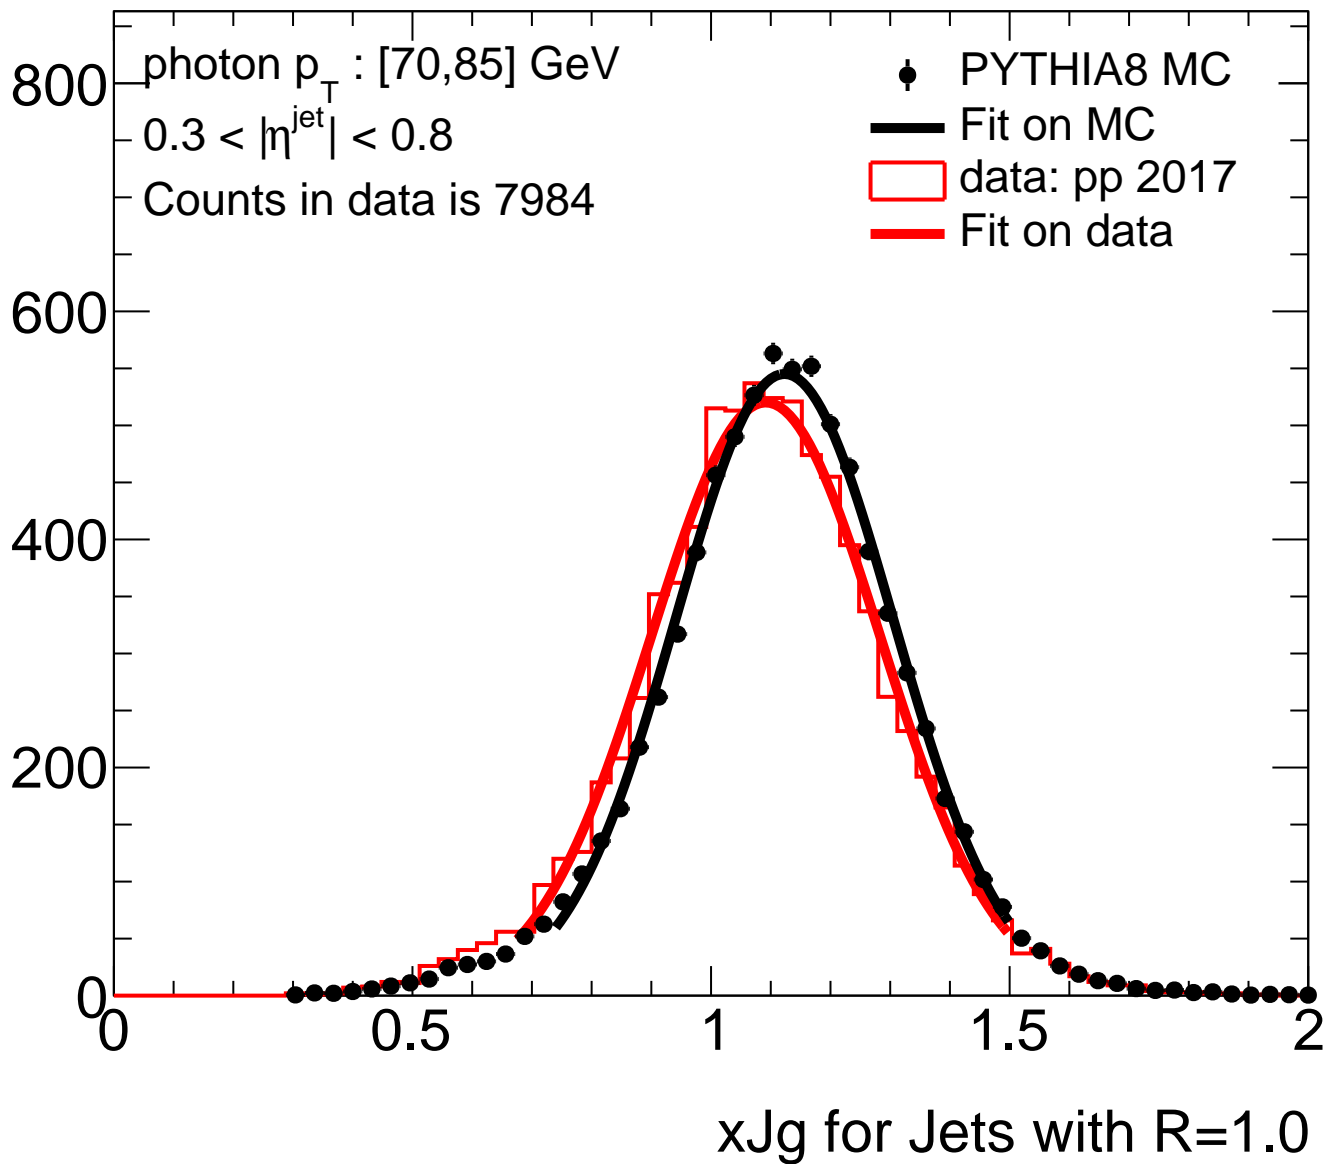 photon p_T : [70,85] GeV
0.3 < |η^jet| < 0.8
Counts in data is 7984
PYTHIA8 MC
Fit on MC
data: pp 2017
Fit on data
800
600
400
200
0
0 0.5 1 1.5 2
xJg for Jets with R=1.0